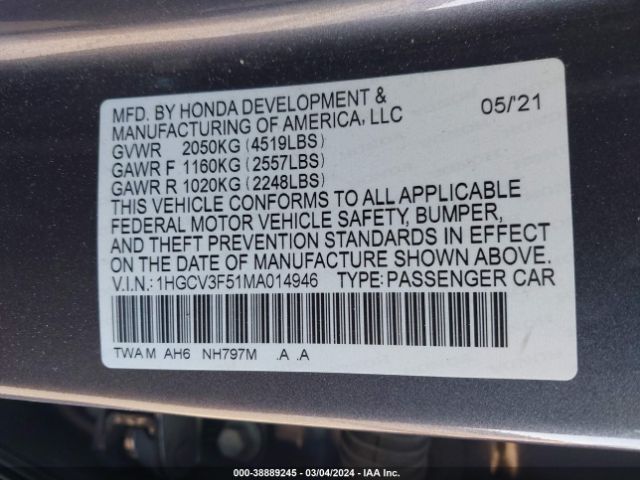 MFD. BY HONDA DEVELOPMENT &
MANUFACTURING OF AMERICA, LLC 05/'21
GVWR 2050KG (4519LBS)
GAWR F 1160KG (2557LBS)
GAWR R 1020KG (2248LBS)
THIS VEHICLE CONFORMS TO ALL APPLICABLE
FEDERAL MOTOR VEHICLE SAFETY, BUMPER,
AND THEFT PREVENTION STANDARDS IN EFFECT
ON THE DATE OF MANUFACTURE SHOWN ABOVE.
V.I.N.: 1HGCV3F51MA014946 TYPE: PASSENGER CAR
TWA M AH6 NH797M .A .A
000-38889245 - 03/04/2024 - IAA Inc.